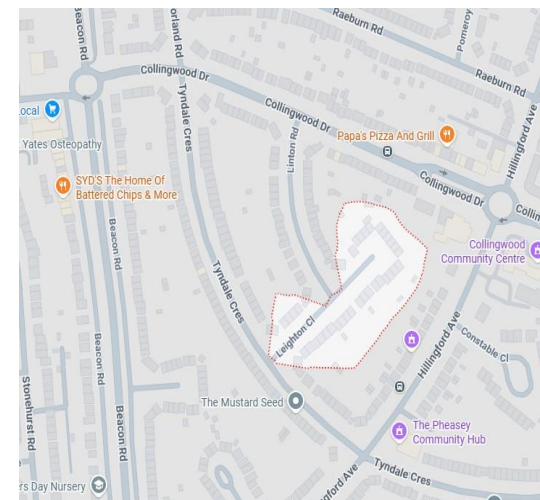 Beacon Rd
orland Rd
Raeburn Rd
Pomeroy
Collingwood Dr
Raeburn Rd
Tyndale Cres
Collingwood Dr
Linton Rd
Papa's Pizza And Grill
Hillingford Ave
ocal
Yates Osteopathy
SYD'S The Home Of
Battered Chips & More
Collingwood Dr
Collin
Collingwood
Community Centre
Beacon Rd
Tyndale Cres
Leighton Cl
Hillingford Ave
Constable Cl
Beacon Rd
Stonehurst Rd
The Mustard Seed
Beacon Rd
The Pheasey
Community Hub
Tyndale Cres
ford Ave
rs Day Nursery